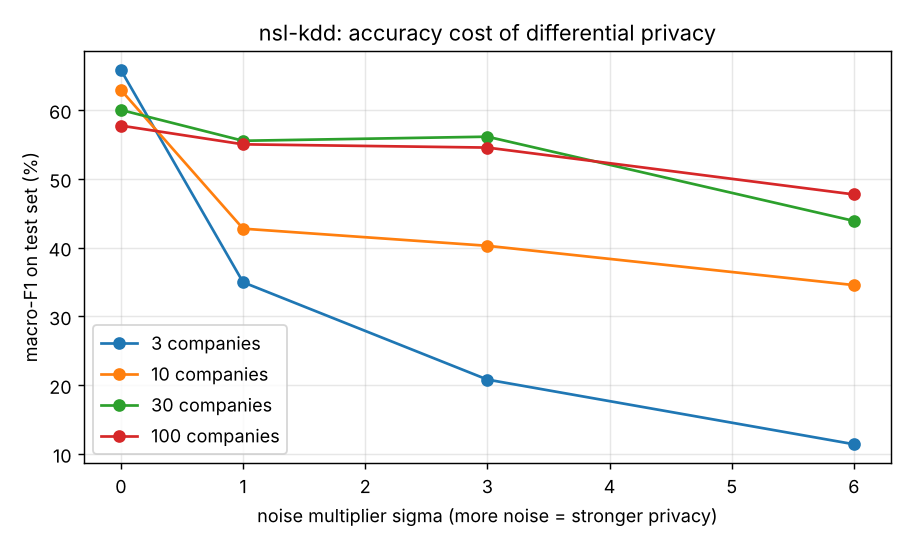 nsl-kdd: accuracy cost of differential privacy
macro-F1 on test set (%)
60
50
40
30
20
10
3 companies
10 companies
30 companies
100 companies
0 1 2 3 4 5 6
noise multiplier sigma (more noise = stronger privacy)